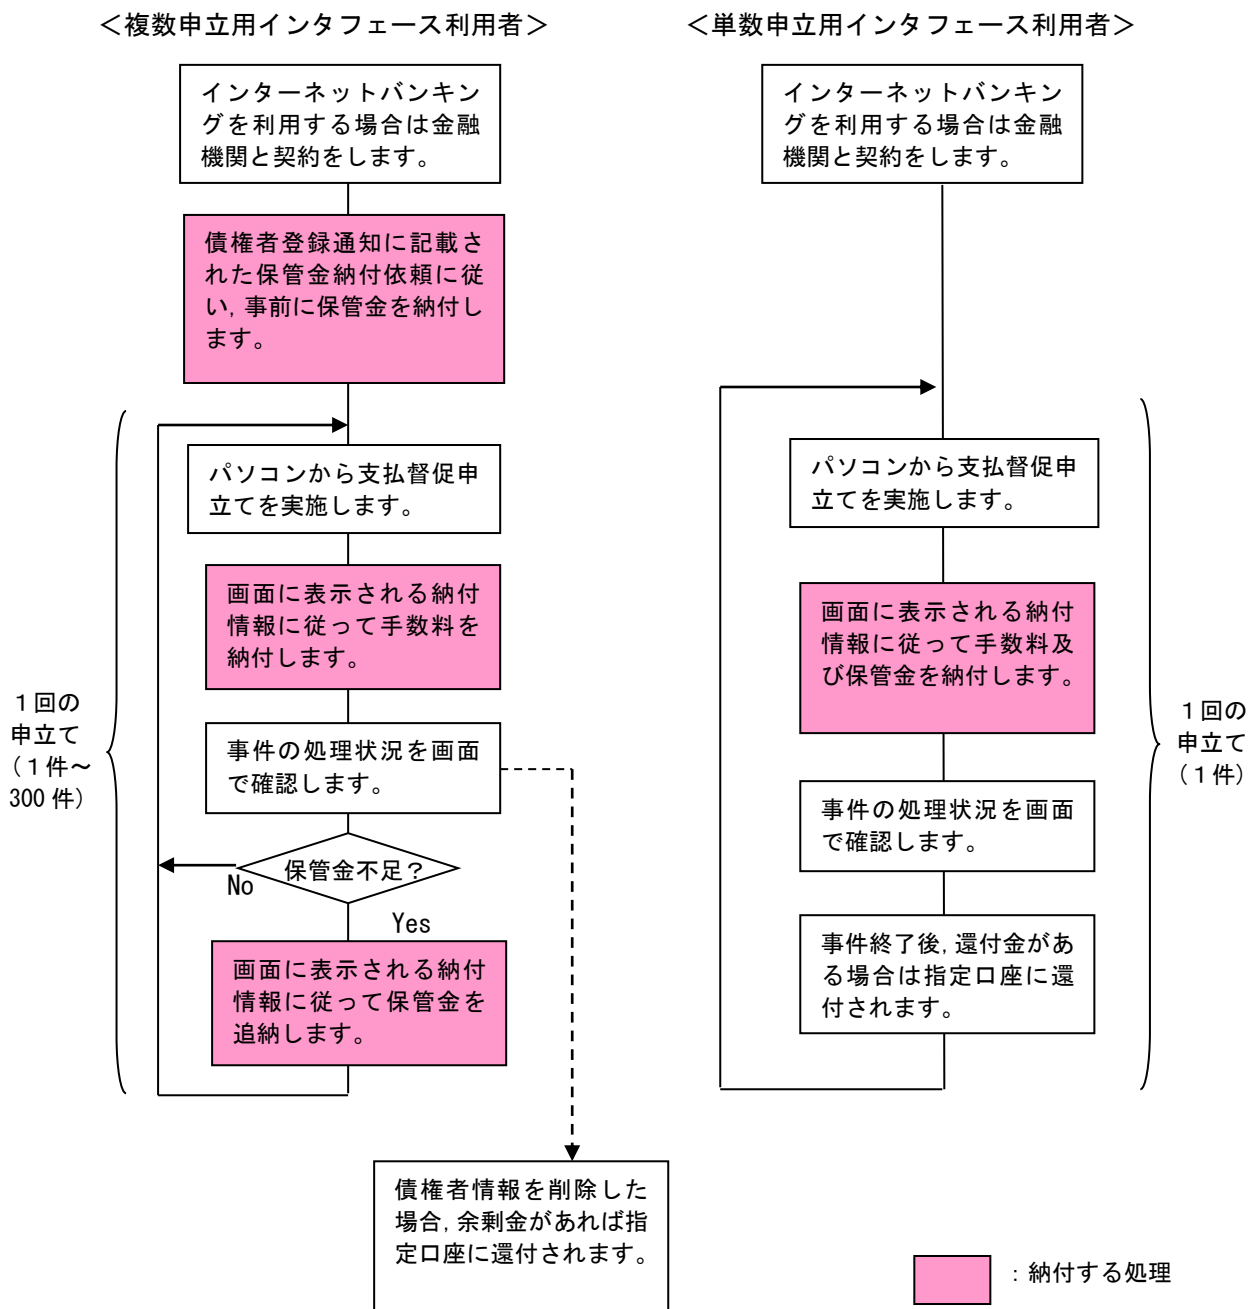 ＜複数申立用インタフェース利用者＞
インターネットバンキン
グを利用する場合は金融
機関と契約をします。
債権者登録通知に記載さ
れた保管金納付依頼に従
い，事前に保管金を納付し
ます。
パソコンから支払督促申
立てを実施します。
画面に表示される納付
情報に従って手数料を
納付します。
事件の処理状況を画面
で確認します。
保管金不足？
No
Yes
画面に表示される納付
情報に従って保管金を
追納します。
１回の
申立て
（１件～
300 件）
債権者情報を削除した
場合，余剰金があれば指
定口座に還付されます。
＜単数申立用インタフェース利用者＞
インターネットバンキン
グを利用する場合は金融
機関と契約をします。
パソコンから支払督促申
立てを実施します。
画面に表示される納付
情報に従って手数料及
び保管金を納付します。
事件の処理状況を画面
で確認します。
事件終了後，還付金があ
る場合は指定口座に還
付されます。
１回の
申立て
（１件）
：納付する処理